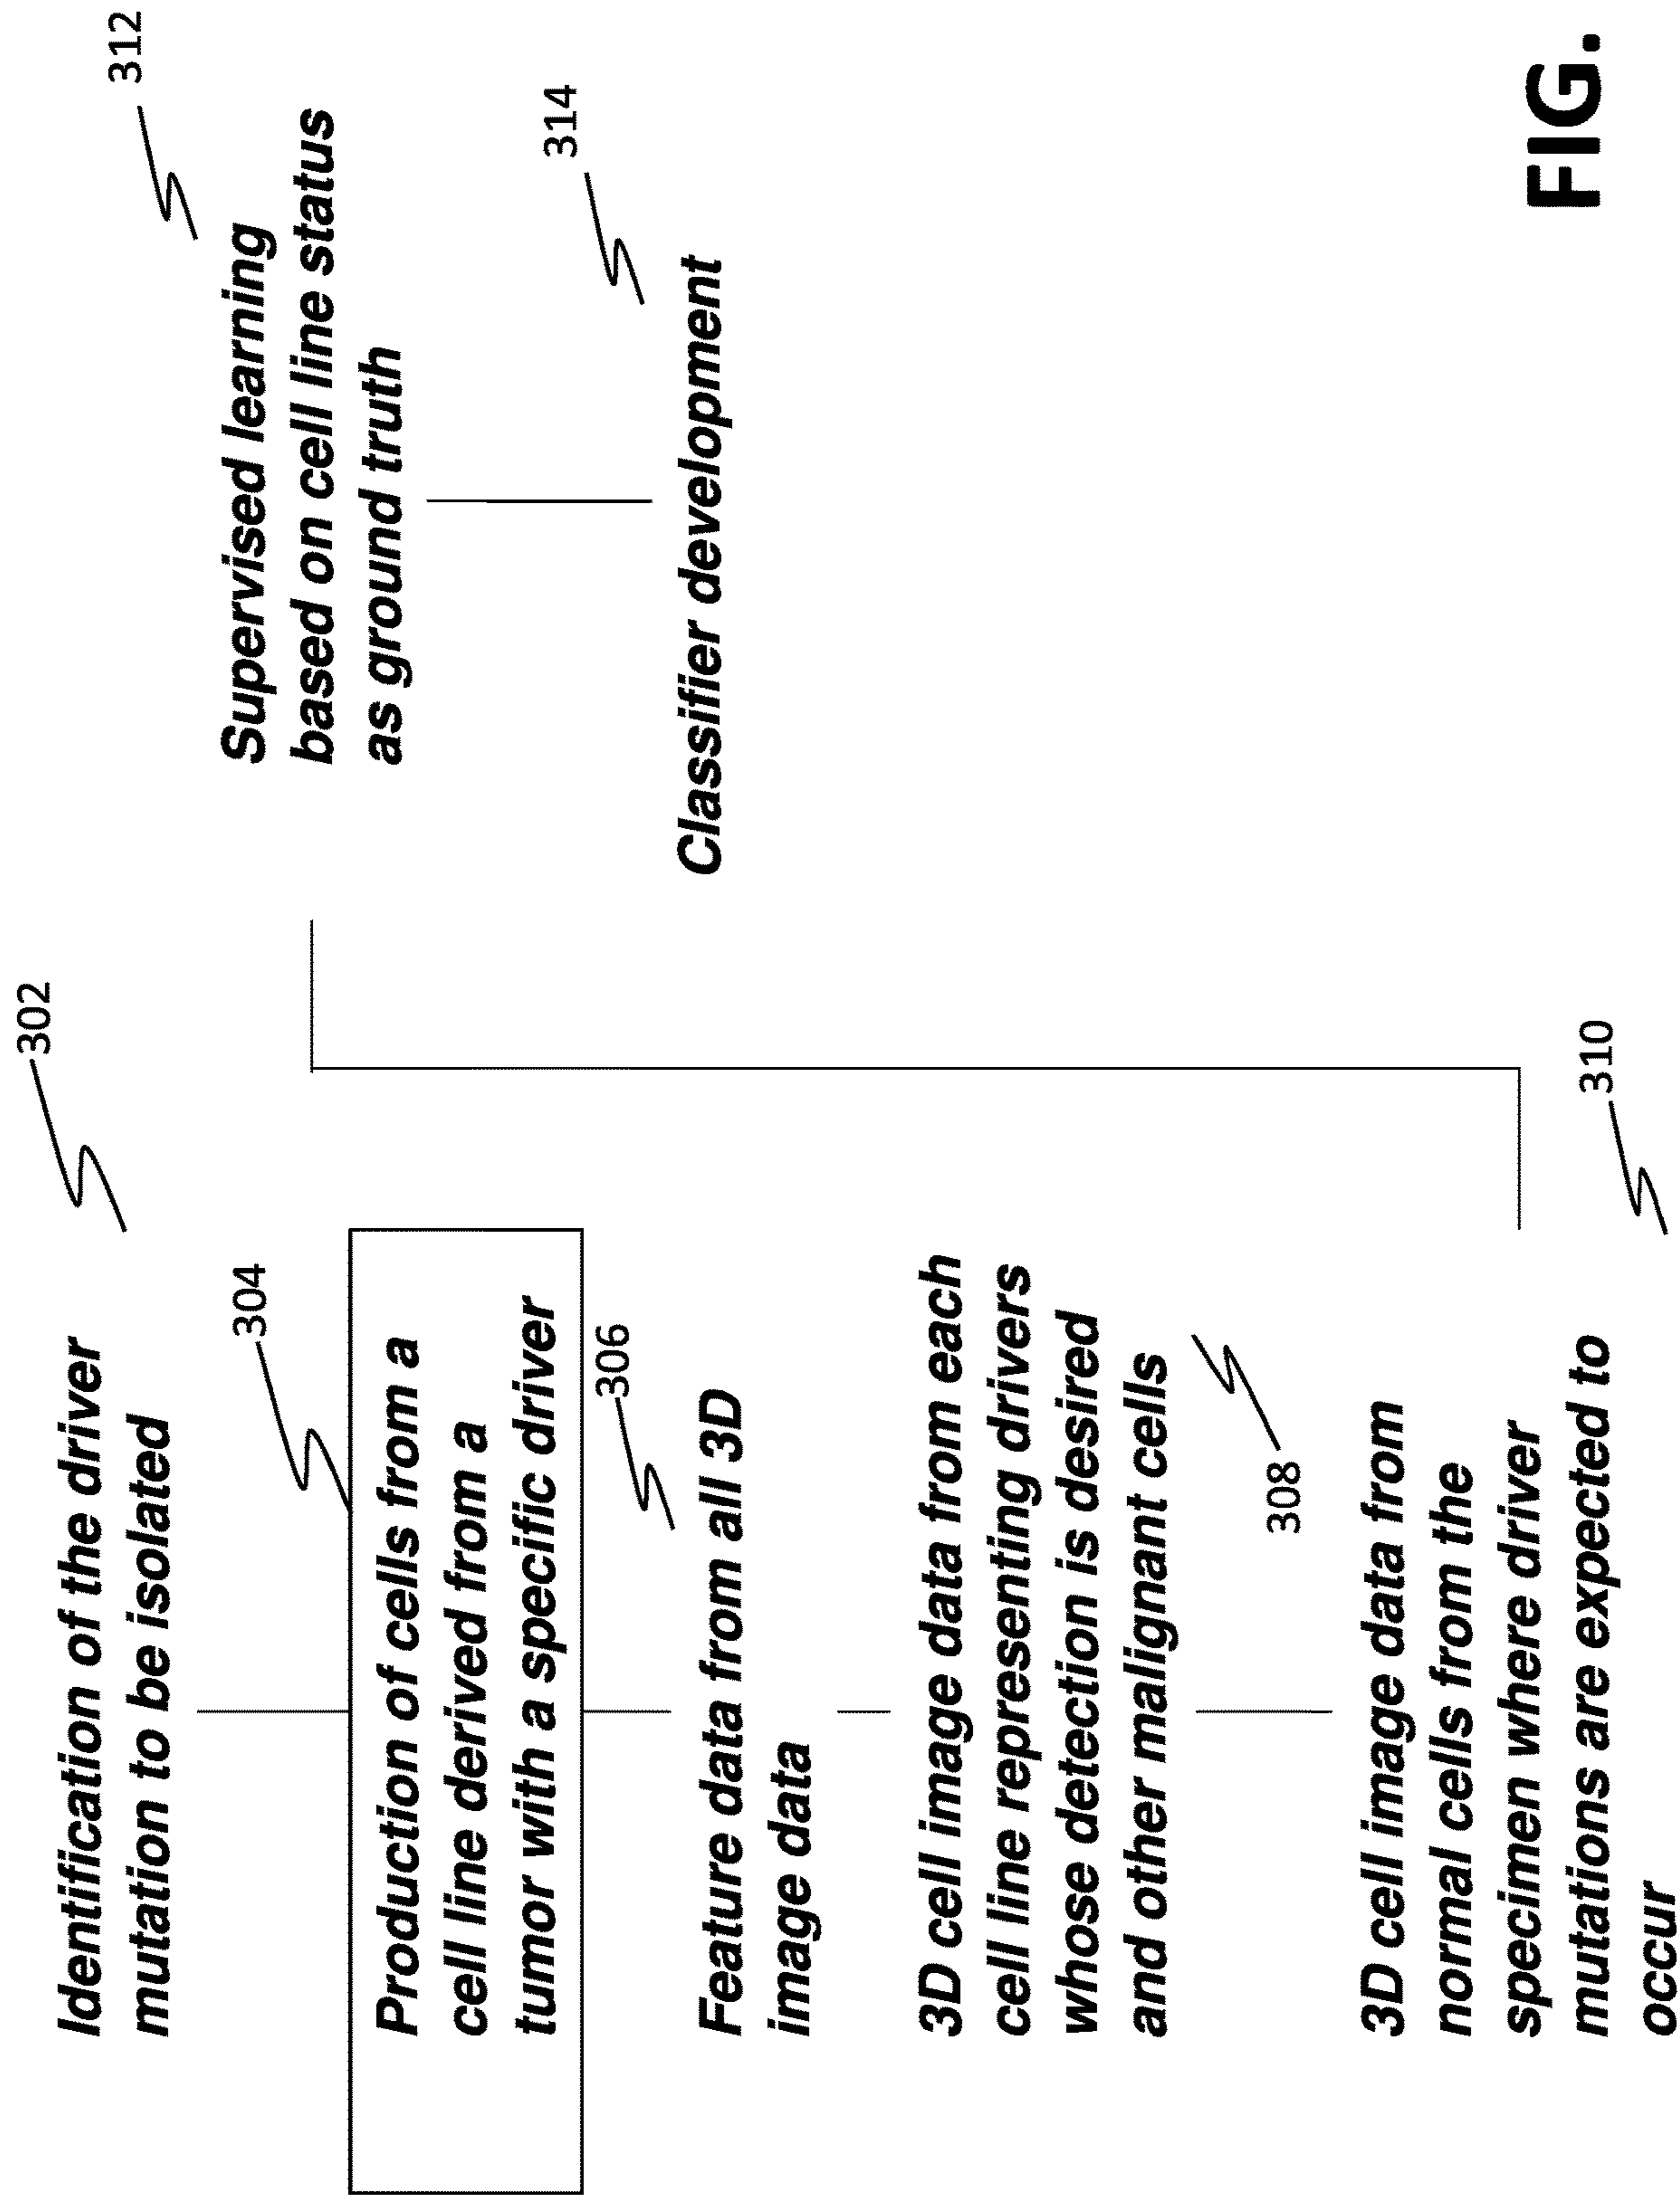 302
Identification of the driver
mutation to be isolated
304
Production of cells from a
cell line derived from a
tumor with a specific driver
306
Feature data from all 3D
image data
3D cell image data from each
cell line representing drivers
whose detection is desired
and other malignant cells
308
3D cell image data from
normal cells from the
specimen where driver
mutations are expected to
occur
310
312
Supervised learning
based on cell line status
as ground truth
314
Classifier development
FIG.